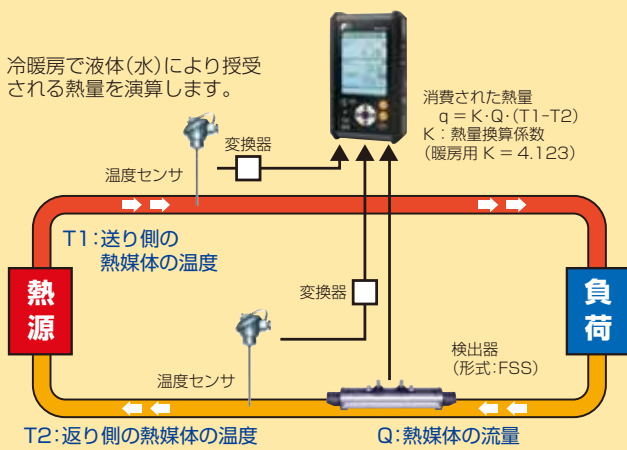 冷暖房で液体(水)により授受
される熱量を演算します。
消費された熱量
q = K・Q・(T1-T2)
K:熱量換算係数
(暖房用 K = 4.123)
変換器
温度センサ
T1:送り側の
熱媒体の温度
熱源
負荷
変換器
検出器
(形式:FSS)
温度センサ
T2:返り側の熱媒体の温度
Q:熱媒体の流量